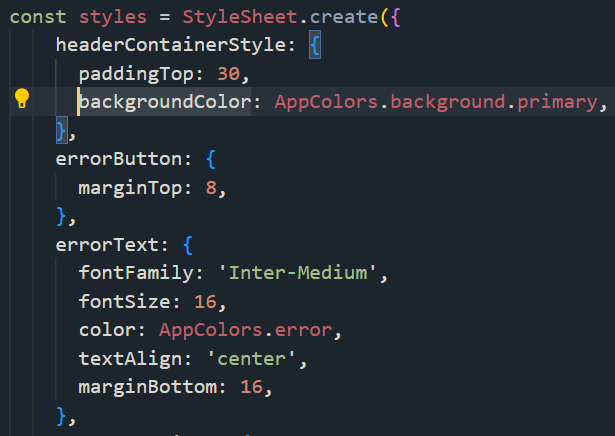 const styles = StyleSheet.create({
headerContainerStyle: {
paddingTop: 30,
backgroundColor: AppColors.background.primary,
},
errorButton: {
marginTop: 8,
},
errorText: {
fontFamily: 'Inter-Medium',
fontSize: 16,
color: AppColors.error,
textAlign: 'center',
marginBottom: 16,
},